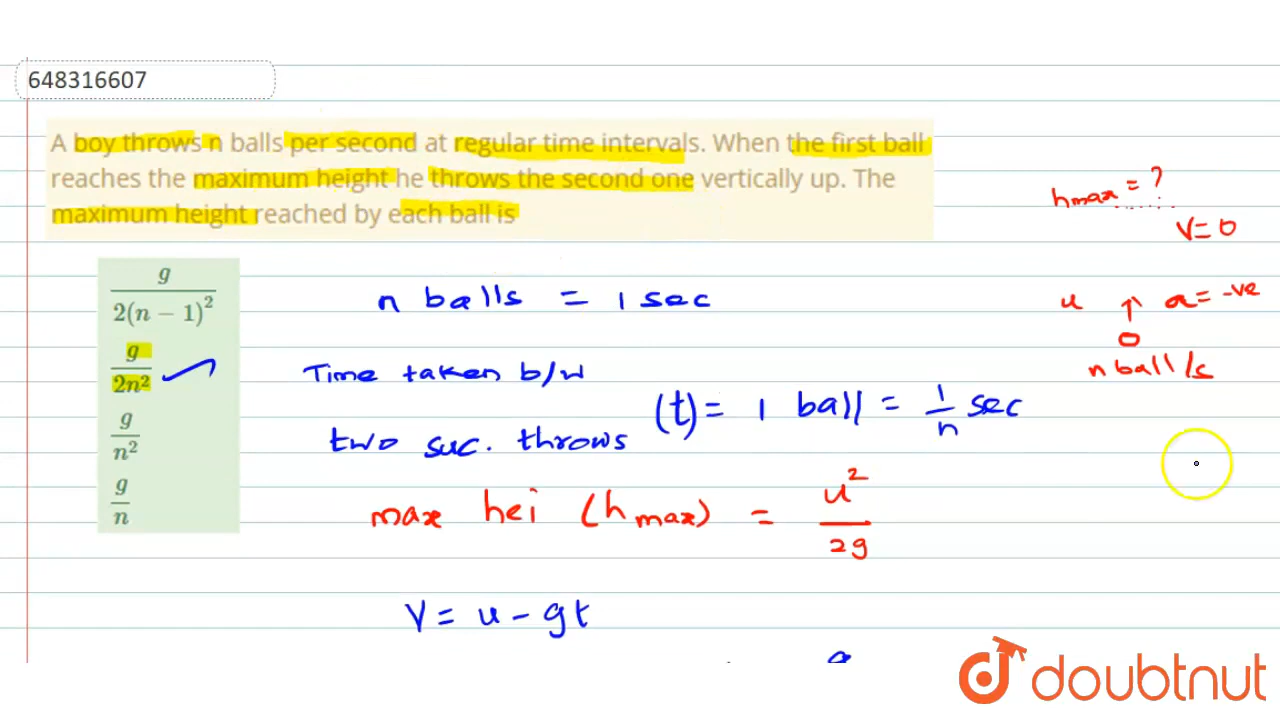 648316607
A boy throws n balls per second at regular time intervals. When the first ball
reaches the maximum height he throws the second one vertically up. The
maximum height reached by each ball is
hmax = ?
V = 0
g / 2(n − 1)²
n balls = 1 sec
u ↑ a = -ve
g / 2n²
n ball/s
Time taken b/w
(t) = 1 ball = 1/n sec
two suc. throws
g / n²
g / n
max hei (hmax) = u² / 2g
V = u - gt
doubtnut